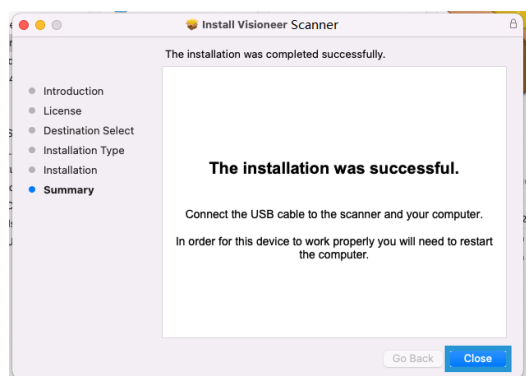 Install Visioneer Scanner
The installation was completed successfully.
Introduction
License
Destination Select
Installation Type
Installation
Summary
The installation was successful.
Connect the USB cable to the scanner and your computer.
In order for this device to work properly you will need to restart
the computer.
Go Back
Close